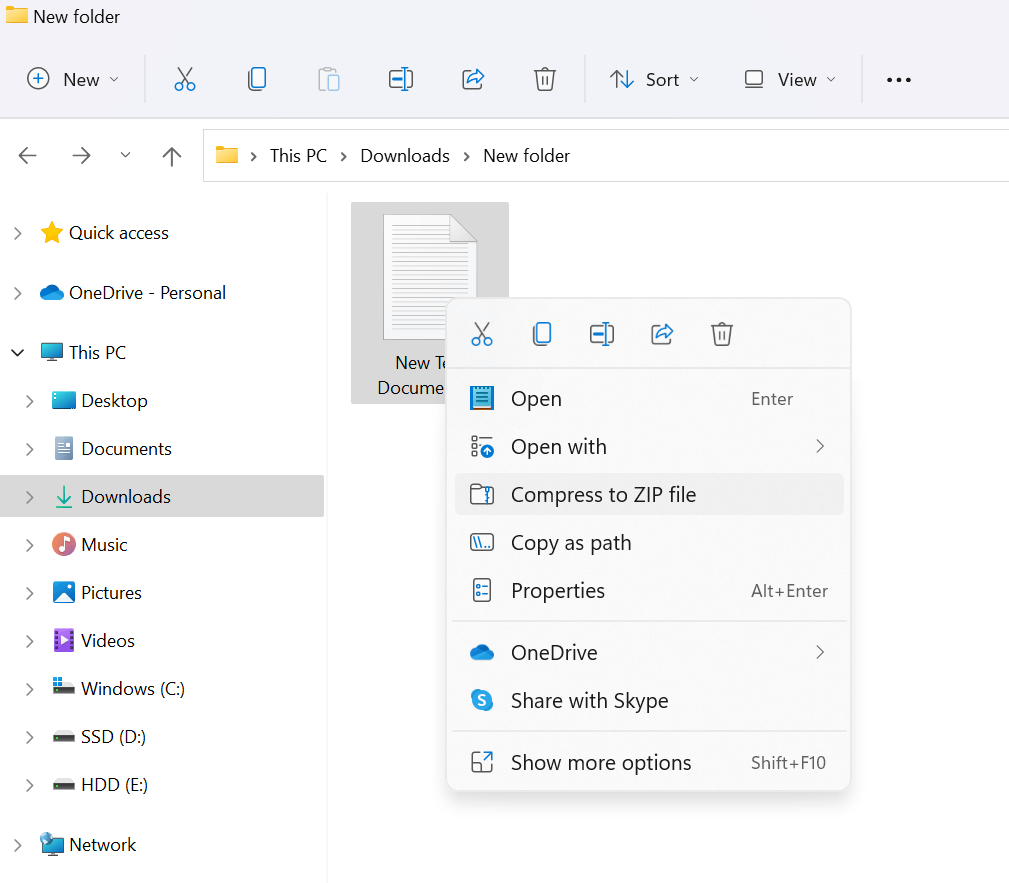 New folder
New
Sort
View
This PC
Downloads
New folder
Quick access
OneDrive - Personal
This PC
Desktop
Documents
Downloads
Music
Pictures
Videos
Windows (C:)
SSD (D:)
HDD (E:)
Network
New
Open Enter
Open with
Compress to ZIP file
Copy as path
Properties Alt+Enter
OneDrive
Share with Skype
Show more options Shift+F10